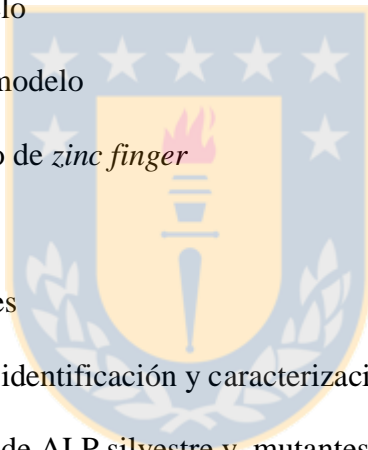 lo
modelo
o de zinc finger
es
identificación y caracterizaci
de ALP silvestre y mutantes